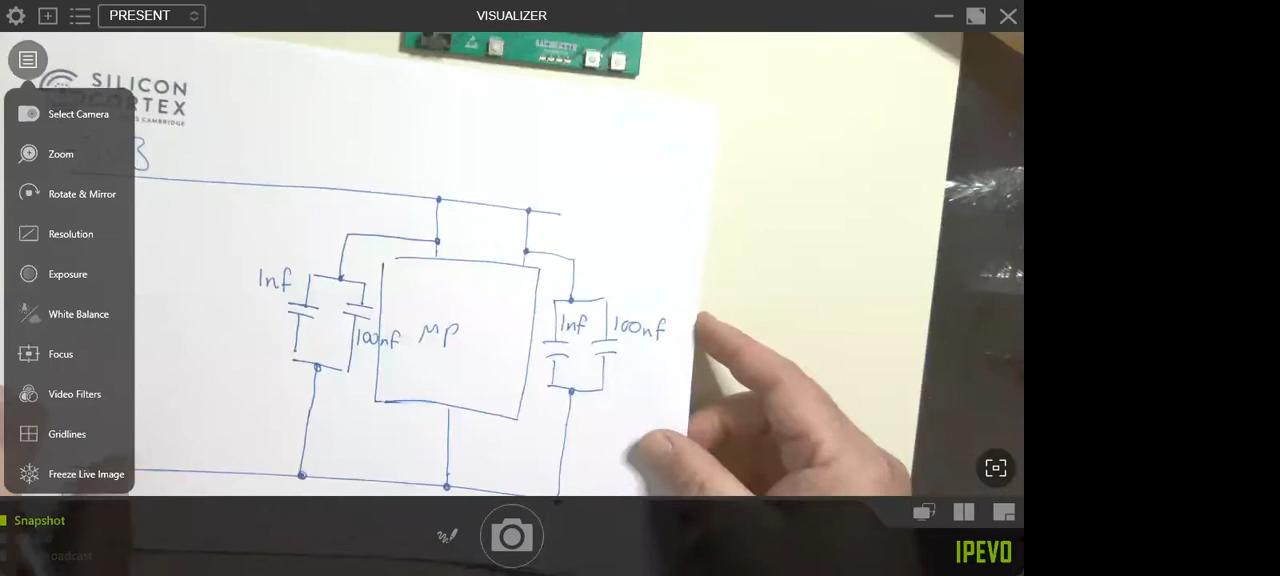 PRESENT
VISUALIZER
SILICON
CORTEX
CAMBRIDGE
Select Camera
Zoom
Rotate & Mirror
Resolution
Exposure
White Balance
Focus
Video Filters
Gridlines
Freeze Live Image
1nf
100nf
μP
1nf
100nf
Snapshot
IPEVO